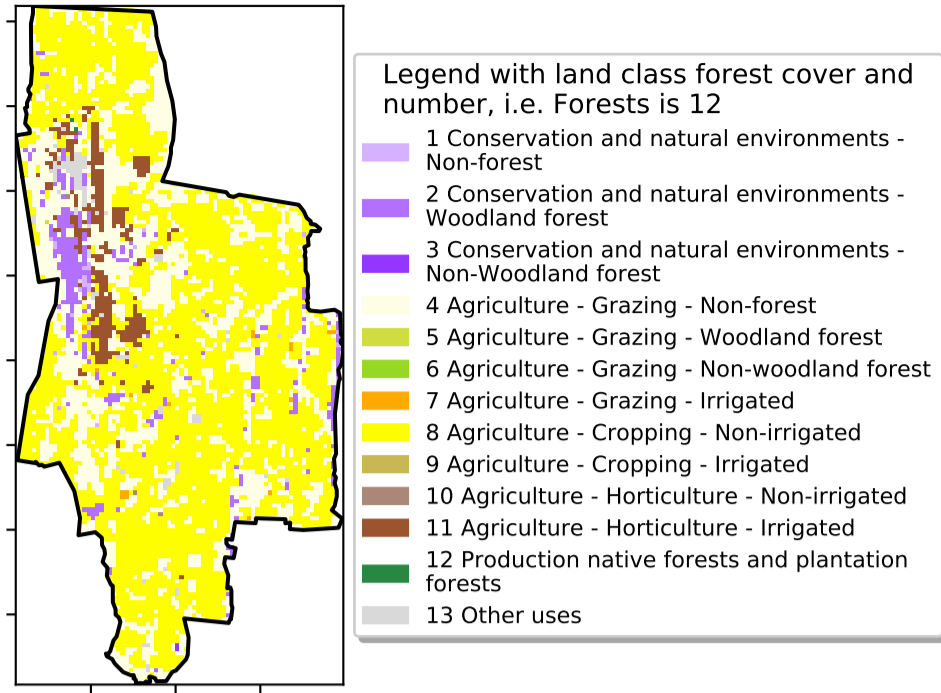 Legend with land class forest cover and
number, i.e. Forests is 12
1 Conservation and natural environments -
Non-forest
2 Conservation and natural environments -
Woodland forest
3 Conservation and natural environments -
Non-Woodland forest
4 Agriculture - Grazing - Non-forest
5 Agriculture - Grazing - Woodland forest
6 Agriculture - Grazing - Non-woodland forest
7 Agriculture - Grazing - Irrigated
8 Agriculture - Cropping - Non-irrigated
9 Agriculture - Cropping - Irrigated
10 Agriculture - Horticulture - Non-irrigated
11 Agriculture - Horticulture - Irrigated
12 Production native forests and plantation
forests
13 Other uses